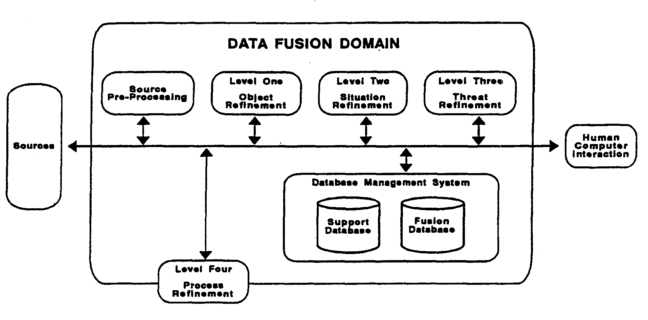 DATA FUSION DOMAIN
Source
Pre-Processing
Level One
Object
Refinement
Level Two
Situation
Refinement
Level Three
Threat
Refinement
Sources
Human
Computer
Interaction
Database Management System
Support
Database
Fusion
Database
Level Four
Process
Refinement